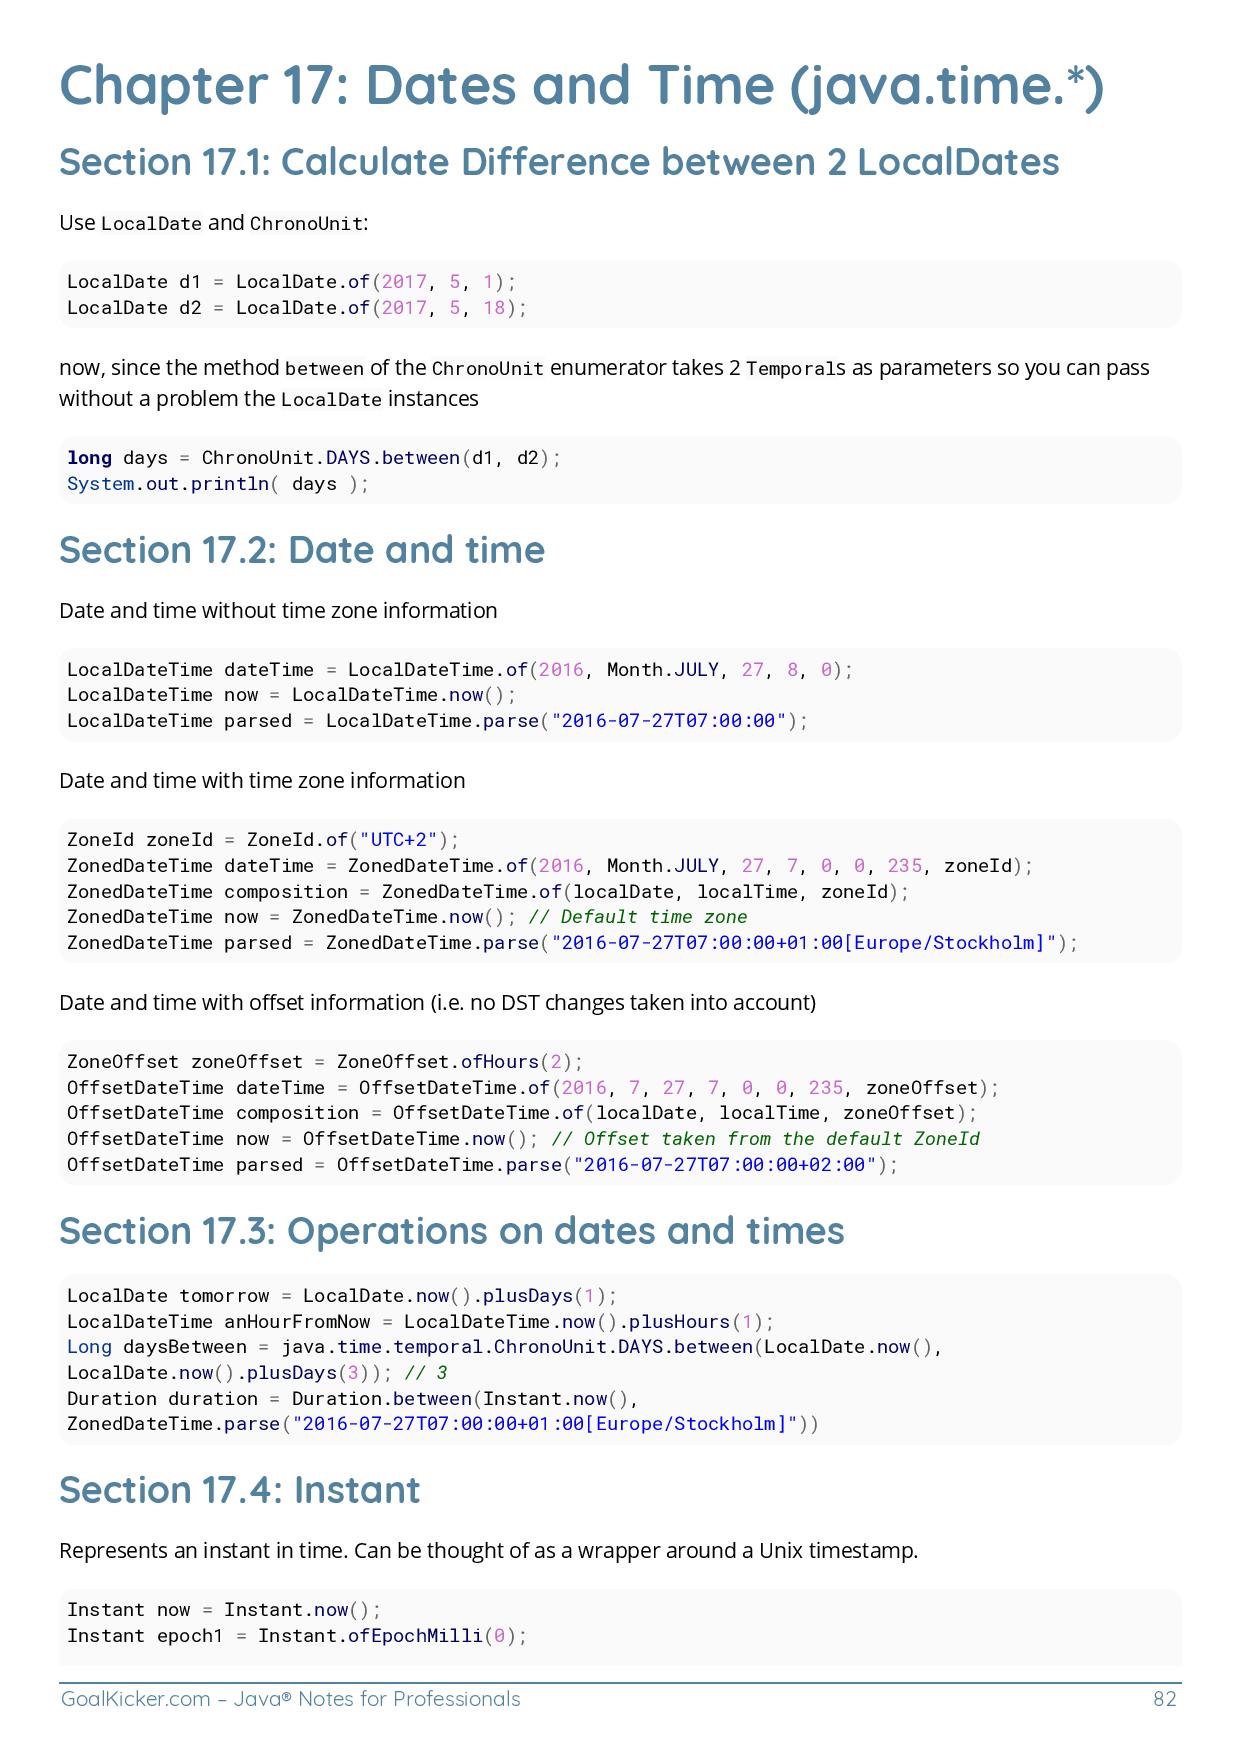 Chapter 17: Dates and Time (java.time.*)
Section 17.1: Calculate Difference between 2 LocalDates
Use LocalDate and ChronoUnit:
LocalDate d1 = LocalDate.of(2017, 5, 1);
LocalDate d2 = LocalDate.of(2017, 5, 18);
now, since the method between of the ChronoUnit enumerator takes 2 Temporals as parameters so you can pass
without a problem the LocalDate instances
long days = ChronoUnit.DAYS.between(d1, d2);
System.out.println( days );
Section 17.2: Date and time
Date and time without time zone information
LocalDateTime dateTime = LocalDateTime.of(2016, Month.JULY, 27, 8, 0);
LocalDateTime now = LocalDateTime.now();
LocalDateTime parsed = LocalDateTime.parse("2016-07-27T07:00:00");
Date and time with time zone information
ZoneId zoneId = ZoneId.of("UTC+2");
ZonedDateTime dateTime = ZonedDateTime.of(2016, Month.JULY, 27, 7, 0, 0, 235, zoneId);
ZonedDateTime composition = ZonedDateTime.of(localDate, localTime, zoneId);
ZonedDateTime now = ZonedDateTime.now(); // Default time zone
ZonedDateTime parsed = ZonedDateTime.parse("2016-07-27T07:00:00+01:00[Europe/Stockholm]");
Date and time with offset information (i.e. no DST changes taken into account)
ZoneOffset zoneOffset = ZoneOffset.ofHours(2);
OffsetDateTime dateTime = OffsetDateTime.of(2016, 7, 27, 7, 0, 0, 235, zoneOffset);
OffsetDateTime composition = OffsetDateTime.of(localDate, localTime, zoneOffset);
OffsetDateTime now = OffsetDateTime.now(); // Offset taken from the default ZoneId
OffsetDateTime parsed = OffsetDateTime.parse("2016-07-27T07:00:00+02:00");
Section 17.3: Operations on dates and times
LocalDate tomorrow = LocalDate.now().plusDays(1);
LocalDateTime anHourFromNow = LocalDateTime.now().plusHours(1);
Long daysBetween = java.time.temporal.ChronoUnit.DAYS.between(LocalDate.now(),
LocalDate.now().plusDays(3)); // 3
Duration duration = Duration.between(Instant.now(),
ZonedDateTime.parse("2016-07-27T07:00:00+01:00[Europe/Stockholm]"))
Section 17.4: Instant
Represents an instant in time. Can be thought of as a wrapper around a Unix timestamp.
Instant now = Instant.now();
Instant epoch1 = Instant.ofEpochMilli(0);
GoalKicker.com – Java® Notes for Professionals 82